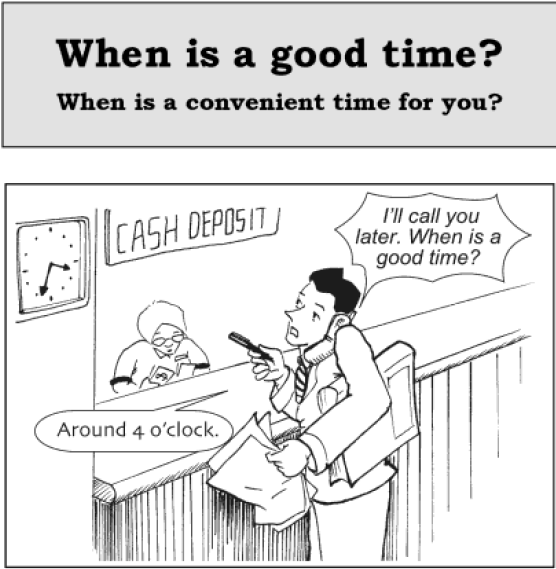 When is a good time?
When is a convenient time for you?
CASH DEPOSIT
I'll call you
later. When is a
good time?
Around 4 o'clock.